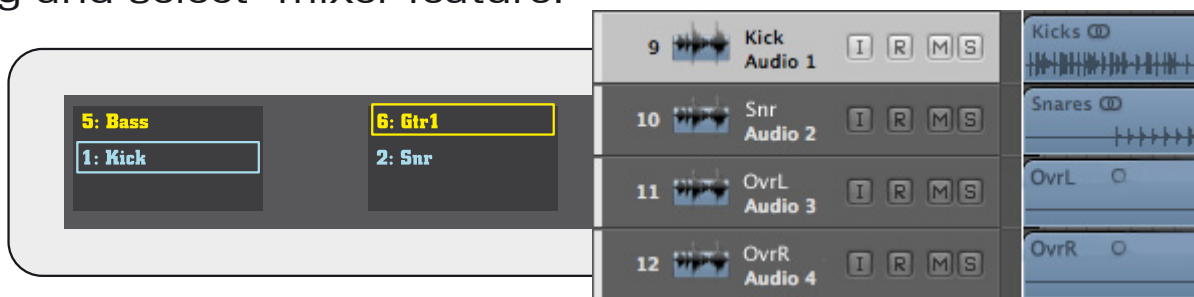 g and select" mixer feature.
5: Bass
1: Kick
6: Gtr1
2: Snr
9 Kick I R M S
Audio 1
Kicks
10 Snr I R M S
Audio 2
Snares
11 OvrL I R M S
Audio 3
OvrL
12 OvrR I R M S
Audio 4
OvrR